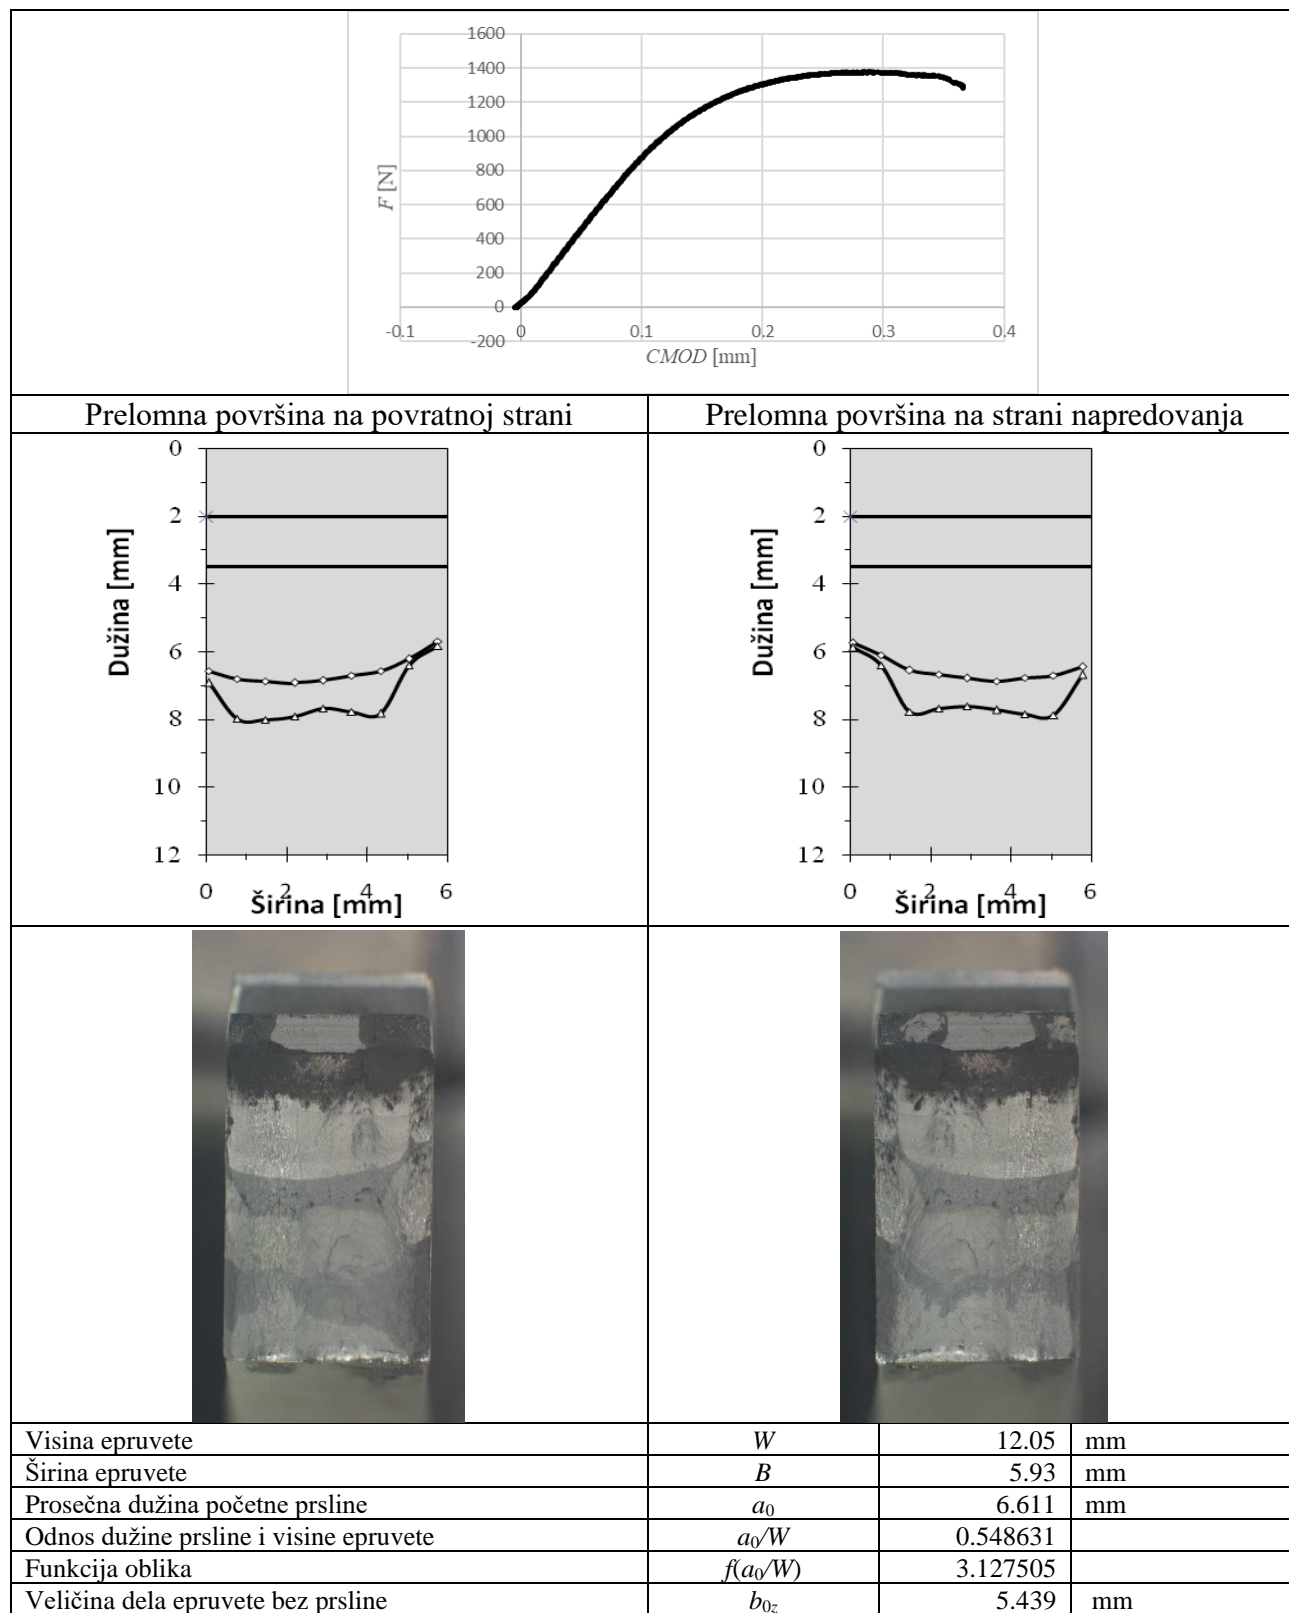 1600
1400
1200
1000
800
600
400
200
0
-200
-0.1 0 0.1 0.2 0.3 0.4
F [N]
CMOD [mm]
Prelomna površina na povratnoj strani
Prelomna površina na strani napredovanja
0
2
4
6
8
10
12
Dužina [mm]
0 2 4 6
Širina [mm]
0
2
4
6
8
10
12
Dužina [mm]
0 2 4 6
Širina [mm]
Visina epruvete W 12.05 mm
Širina epruvete B 5.93 mm
Prosečna dužina početne prsline a₀ 6.611 mm
Odnos dužine prsline i visine epruvete a₀/W 0.548631
Funkcija oblika f(a₀/W) 3.127505
Veličina dela epruvete bez prsline b₀z 5.439 mm